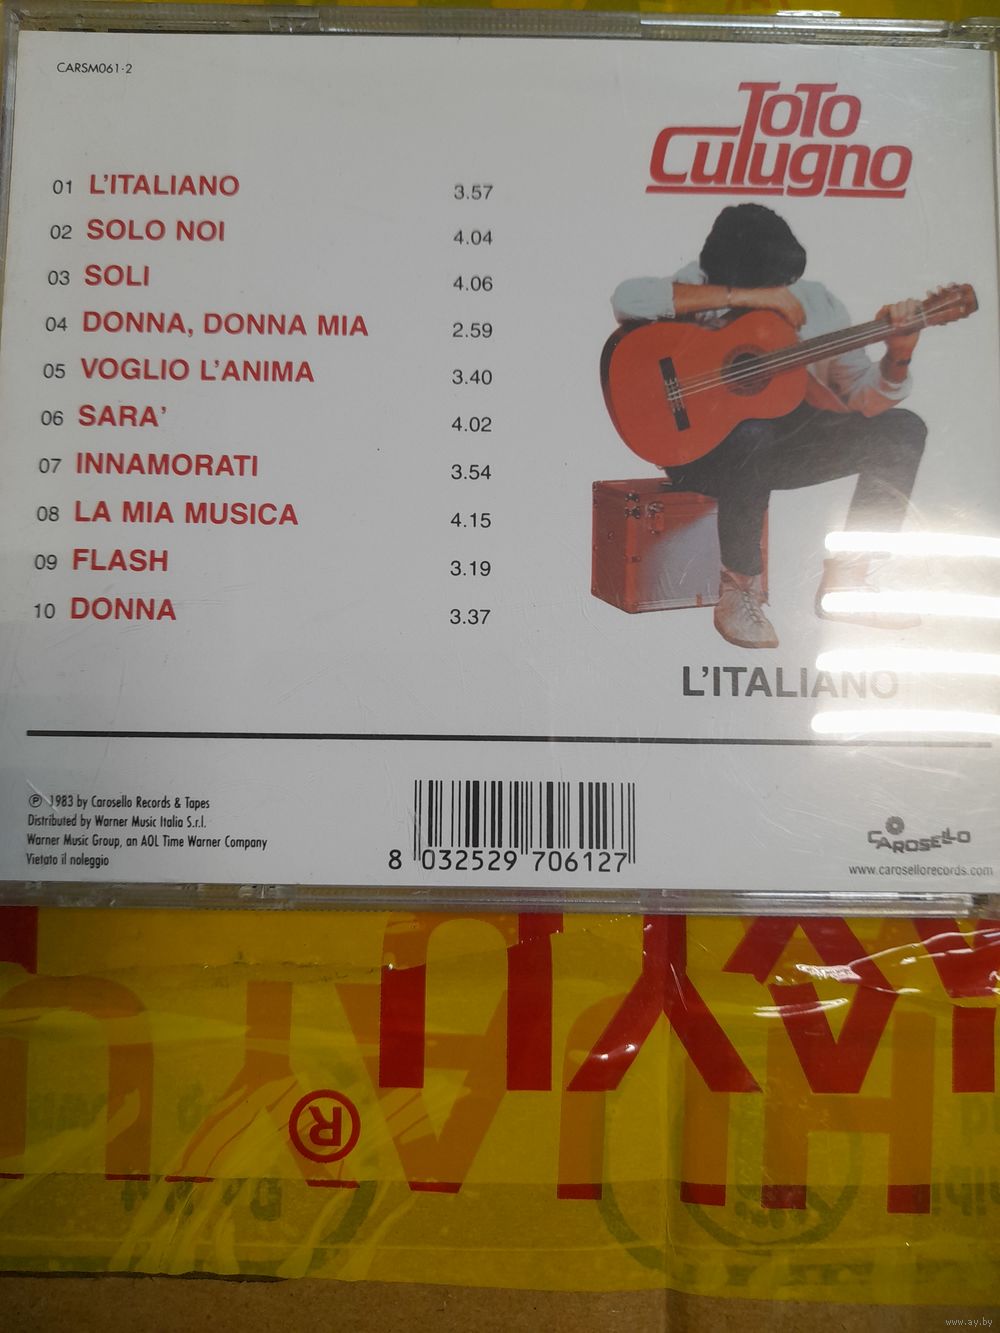 CARSM061-2
TOTO
CUTUGNO
01 L'ITALIANO 3.57
02 SOLO NOI 4.04
03 SOLI 4.06
04 DONNA, DONNA MIA 2.59
05 VOGLIO L'ANIMA 3.40
06 SARA' 4.02
07 INNAMORATI 3.54
08 LA MIA MUSICA 4.15
09 FLASH 3.19
10 DONNA 3.37
L'ITALIANO
℗ 1983 by Carosello Records & Tapes
Distributed by Warner Music Italia S.r.l.
Warner Music Group, an AOL Time Warner Company
Vietato il noleggio
8 032529 706127
CAROSELLO
www.carosellorecords.com
®
www.ay.by